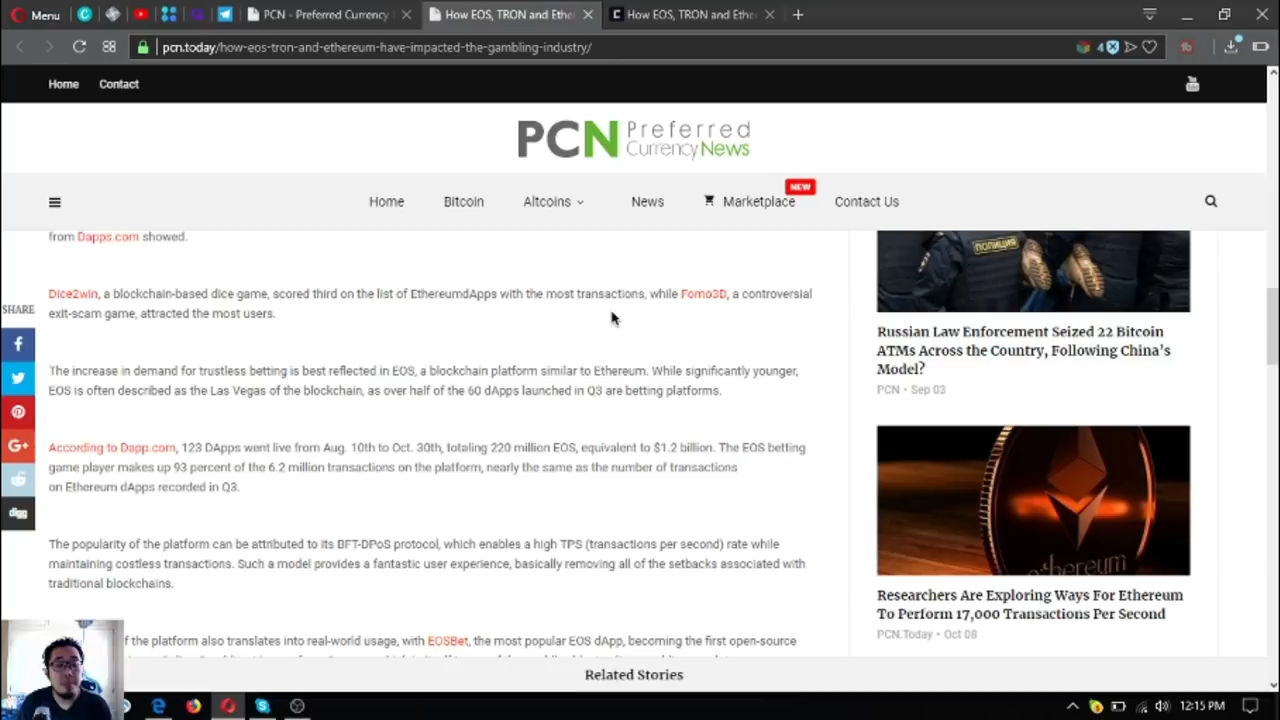 Menu
PCN - Preferred Currency
How EOS, TRON and Ethe
How EOS, TRON and Ethe
pcn.today/how-eos-tron-and-ethereum-have-impacted-the-gambling-industry/
4
Home
Contact
PCN Preferred
CurrencyNews
NEW
Home
Bitcoin
Altcoins
News
Marketplace
Contact Us
from Dapps.com showed.
Dice2win, a blockchain-based dice game, scored third on the list of EthereumdApps with the most transactions, while Fomo3D, a controversial
exit-scam game, attracted the most users.
SHARE
The increase in demand for trustless betting is best reflected in EOS, a blockchain platform similar to Ethereum. While significantly younger,
EOS is often described as the Las Vegas of the blockchain, as over half of the 60 dApps launched in Q3 are betting platforms.
According to Dapp.com, 123 DApps went live from Aug. 10th to Oct. 30th, totaling 220 million EOS, equivalent to $1.2 billion. The EOS betting
game player makes up 93 percent of the 6.2 million transactions on the platform, nearly the same as the number of transactions
on Ethereum dApps recorded in Q3.
G+
digg
The popularity of the platform can be attributed to its BFT-DPoS protocol, which enables a high TPS (transactions per second) rate while
maintaining costless transactions. Such a model provides a fantastic user experience, basically removing all of the setbacks associated with
traditional blockchains.
of the platform also translates into real-world usage, with EOSBet, the most popular EOS dApp, becoming the first open-source
ПОЛИЦИЯ
Russian Law Enforcement Seized 22 Bitcoin
ATMs Across the Country, Following China's
Model?
PCN • Sep 03
ethereum
Researchers Are Exploring Ways For Ethereum
To Perform 17,000 Transactions Per Second
PCN.Today • Oct 08
Related Stories
12:15 PM